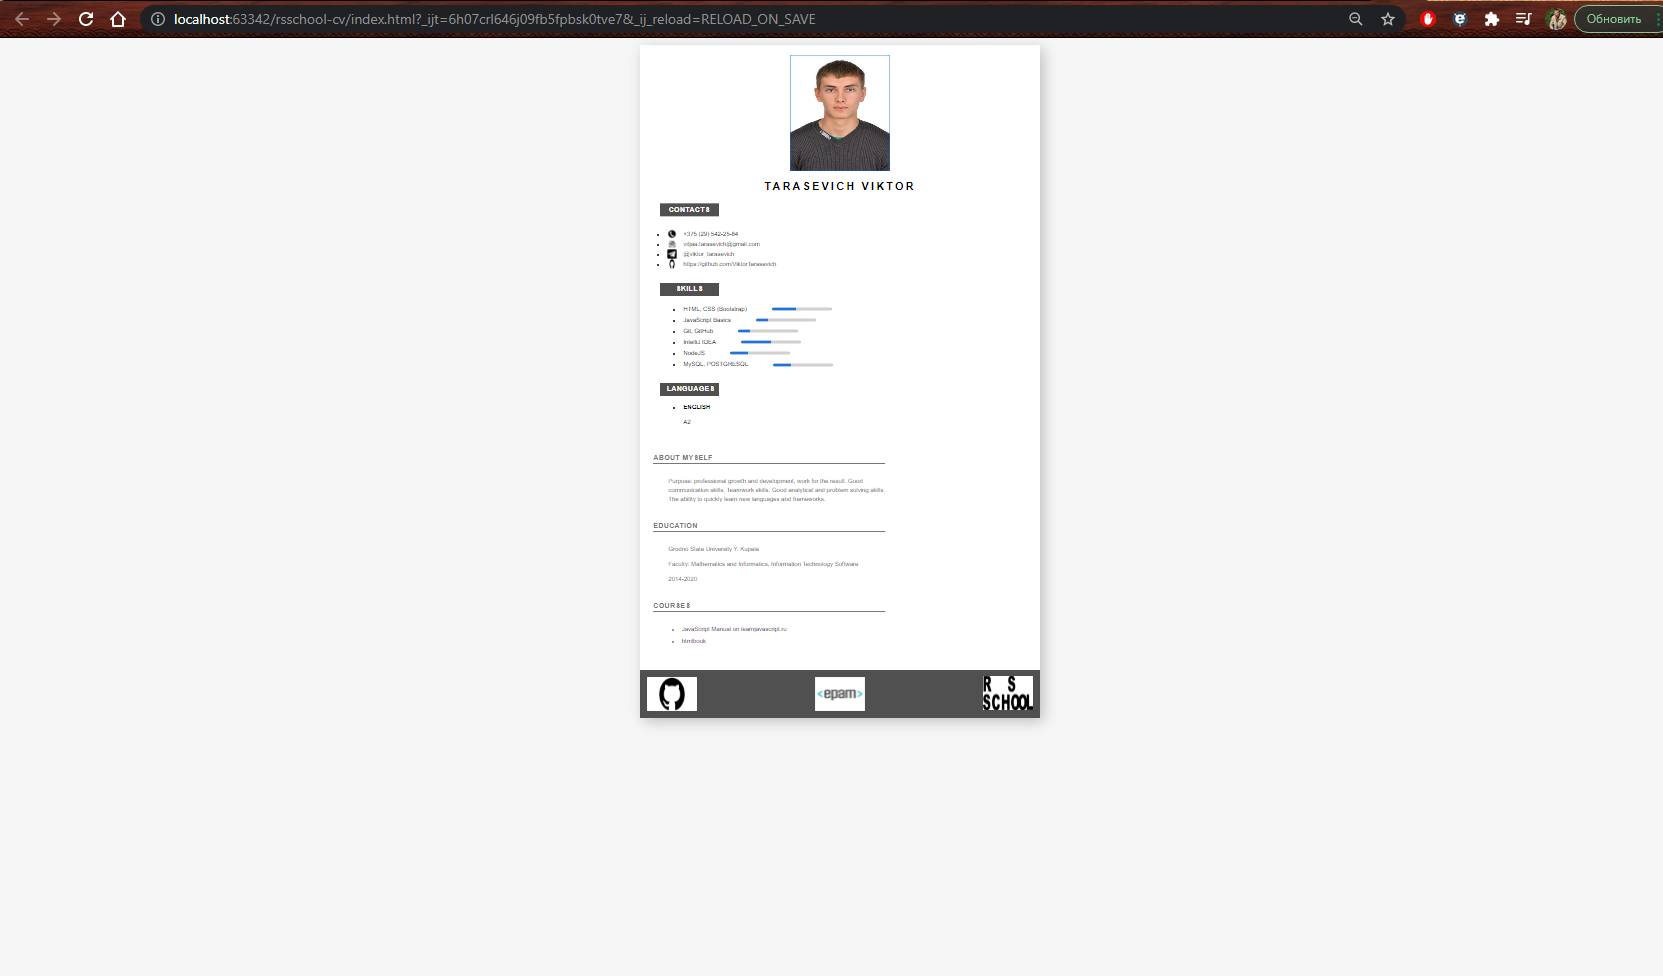 localhost:63342/rsschool-cv/index.html?_ijt=6h07crl646j09fb5fpbsk0tve7&_ij_reload=RELOAD_ON_SAVE
Обновить
TARASEVICH VIKTOR
CONTACTS
+375 (29) 542-25-84
vitjaa.tarasevich@gmail.com
@viktor_tarasevich
https://github.com/ViktorTarasevich
SKILLS
HTML, CSS (Bootstrap)
JavaScript Basics
Git, GitHub
IntelliJ IDEA
NodeJS
MySQL, POSTGRESQL
LANGUAGES
ENGLISH
A2
ABOUT MYSELF
Purpose: professional growth and development, work for the result. Good
communication skills. Teamwork skills. Good analytical and problem solving skills.
The ability to quickly learn new languages and frameworks.
EDUCATION
Grodno State University Y. Kupala
Faculty: Mathematics and Informatics, Information Technology Software
2014-2020
COURSES
JavaScript Manual on learnjavascript.ru
htmlbook
<epam>
RS
SCHOOL